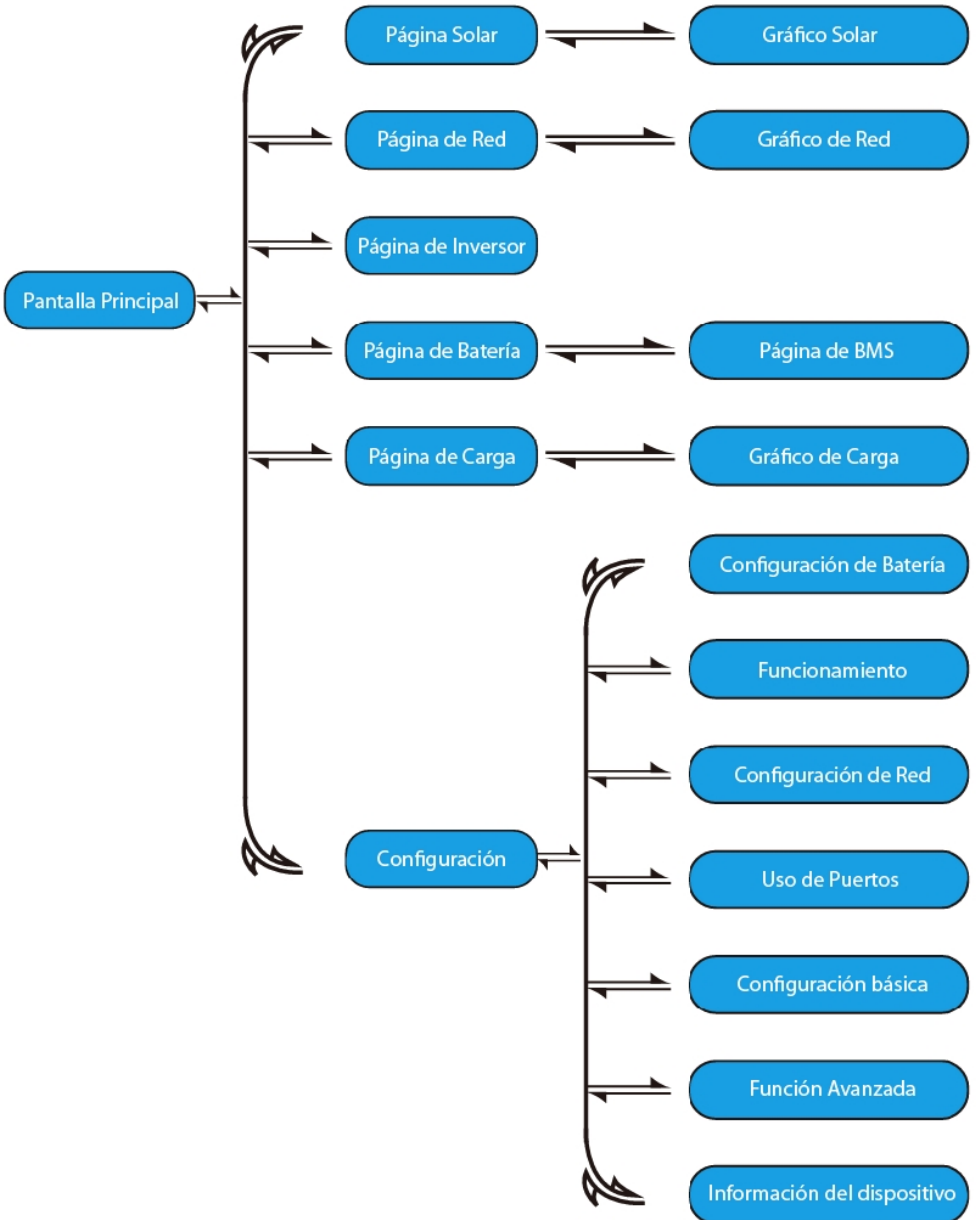 Página Solar
Gráfico Solar
Página de Red
Gráfico de Red
Página de Inversor
Pantalla Principal
Página de Batería
Página de BMS
Página de Carga
Gráfico de Carga
Configuración de Batería
Funcionamiento
Configuración de Red
Configuración
Uso de Puertos
Configuración básica
Función Avanzada
Información del dispositivo